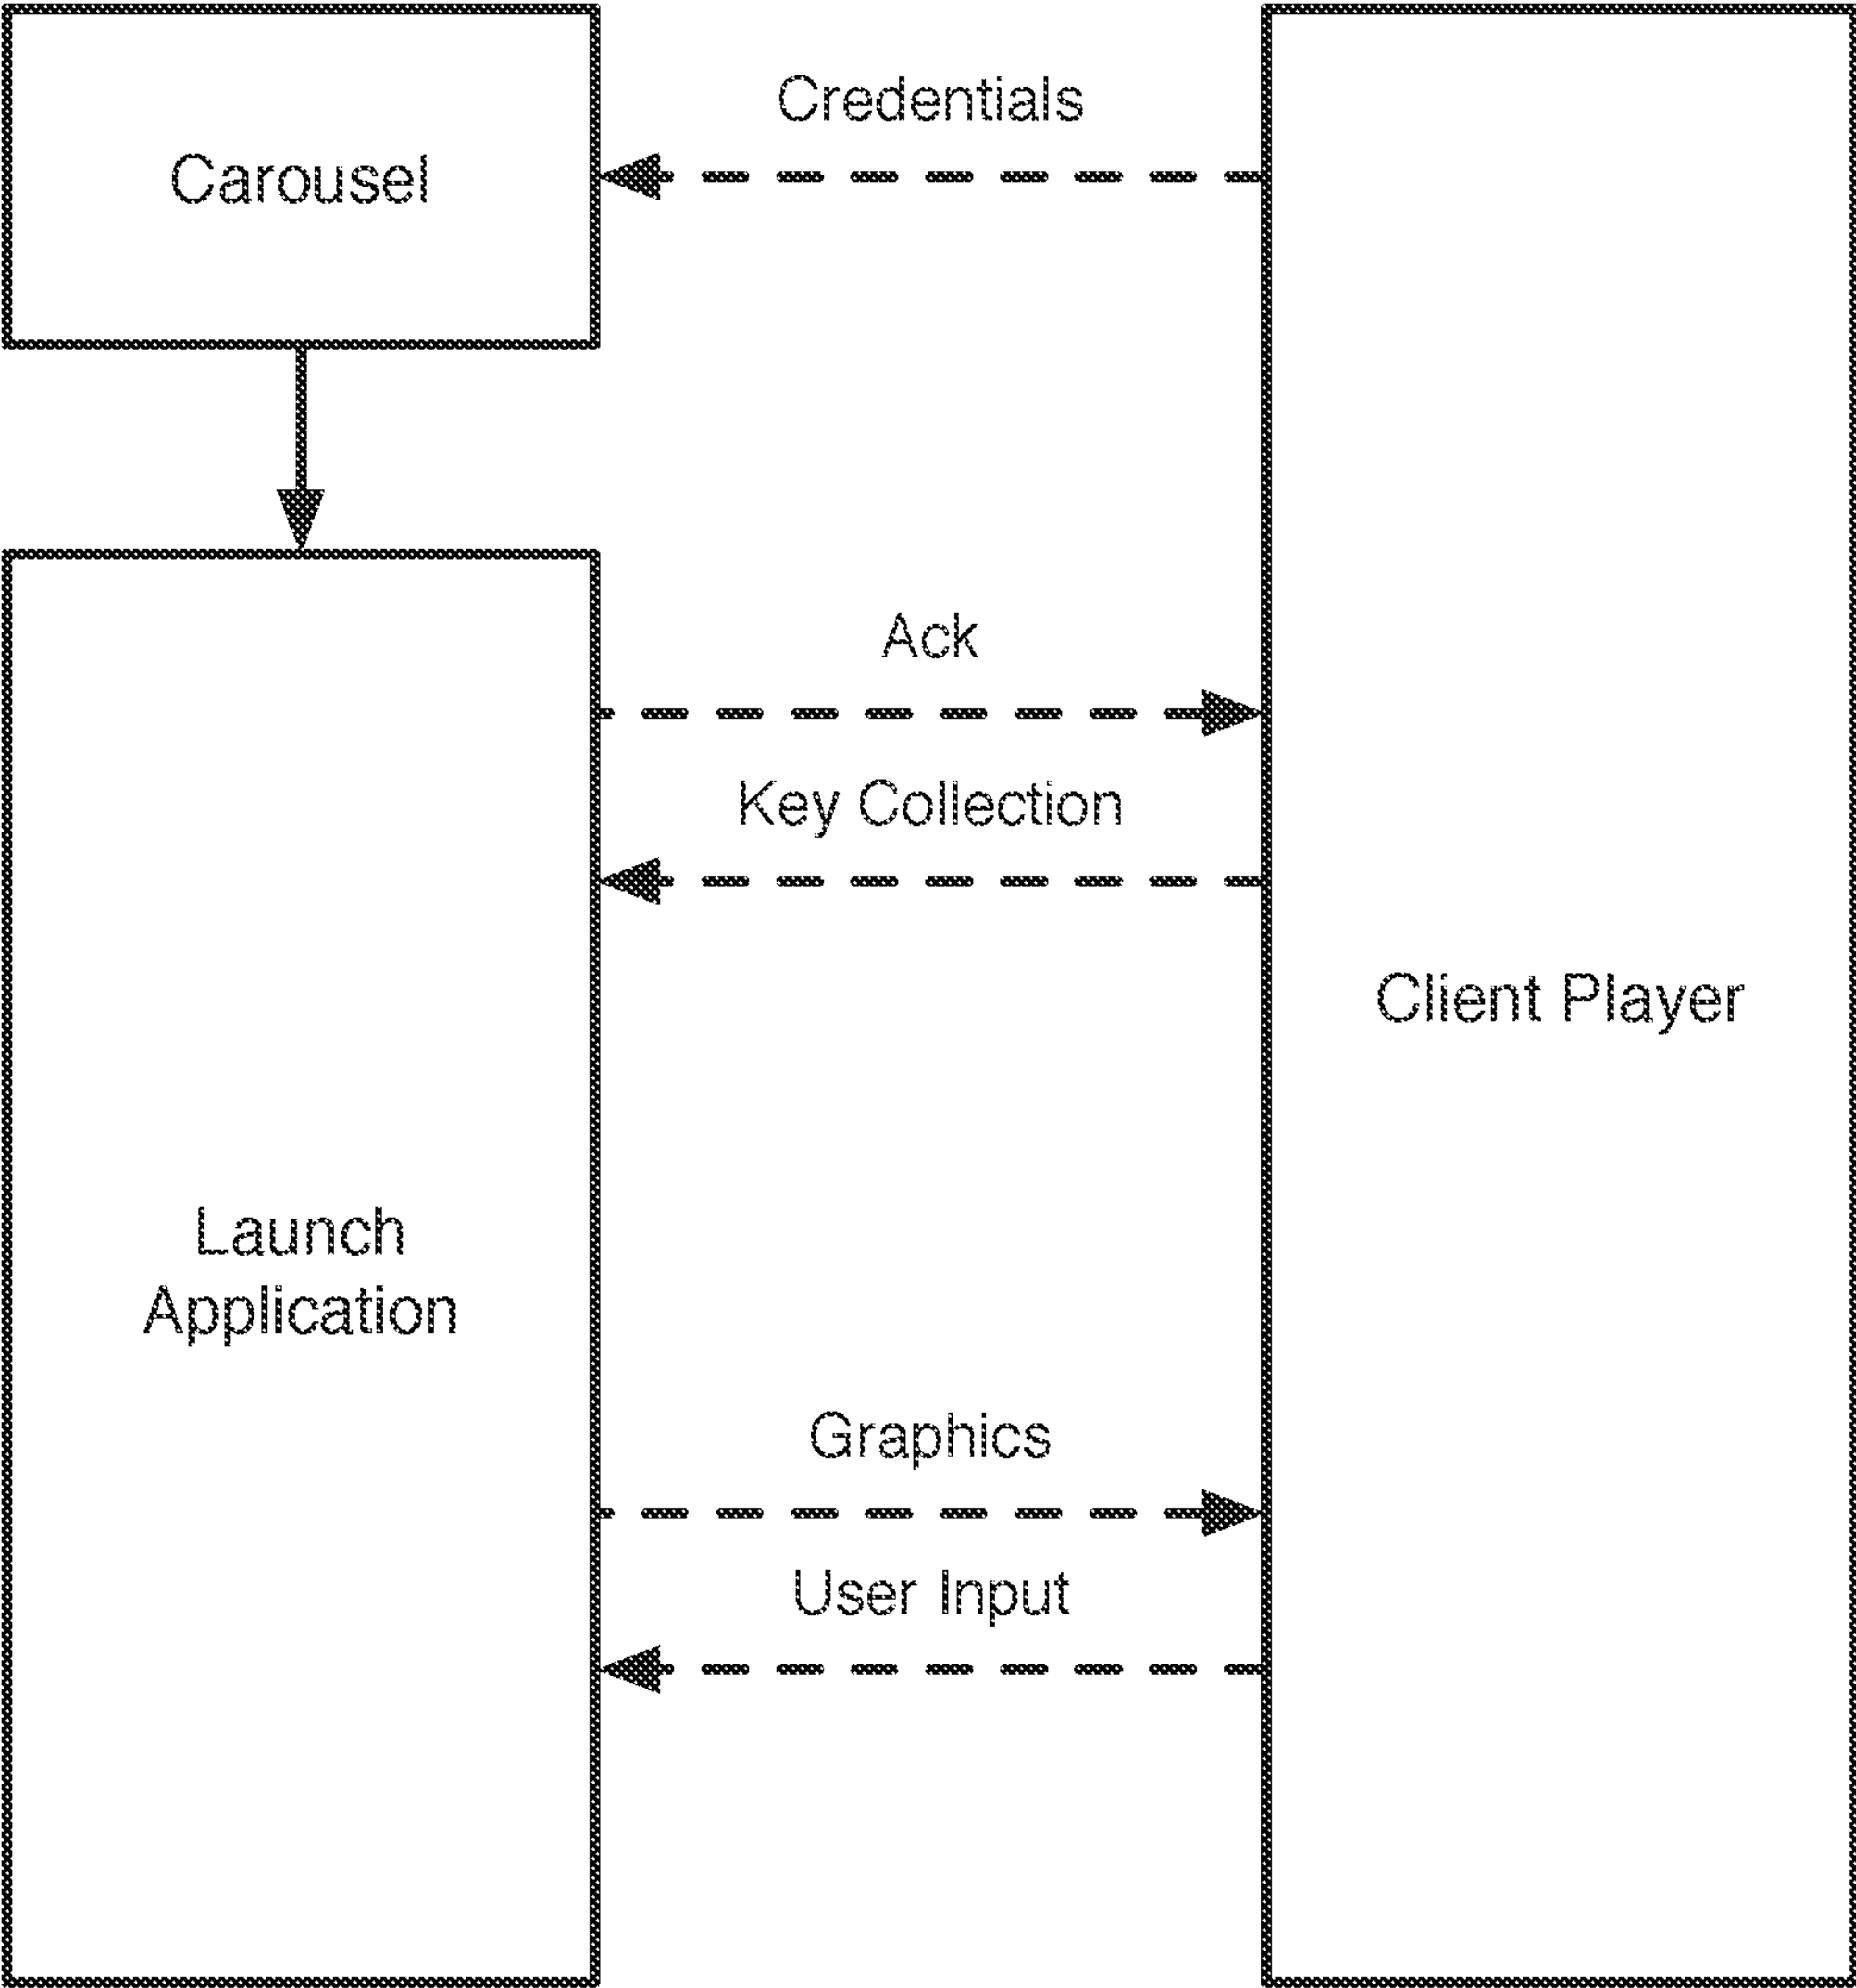 Credentials
Carousel
Ack
Key Collection
Client Player
Launch
Application
Graphics
User Input